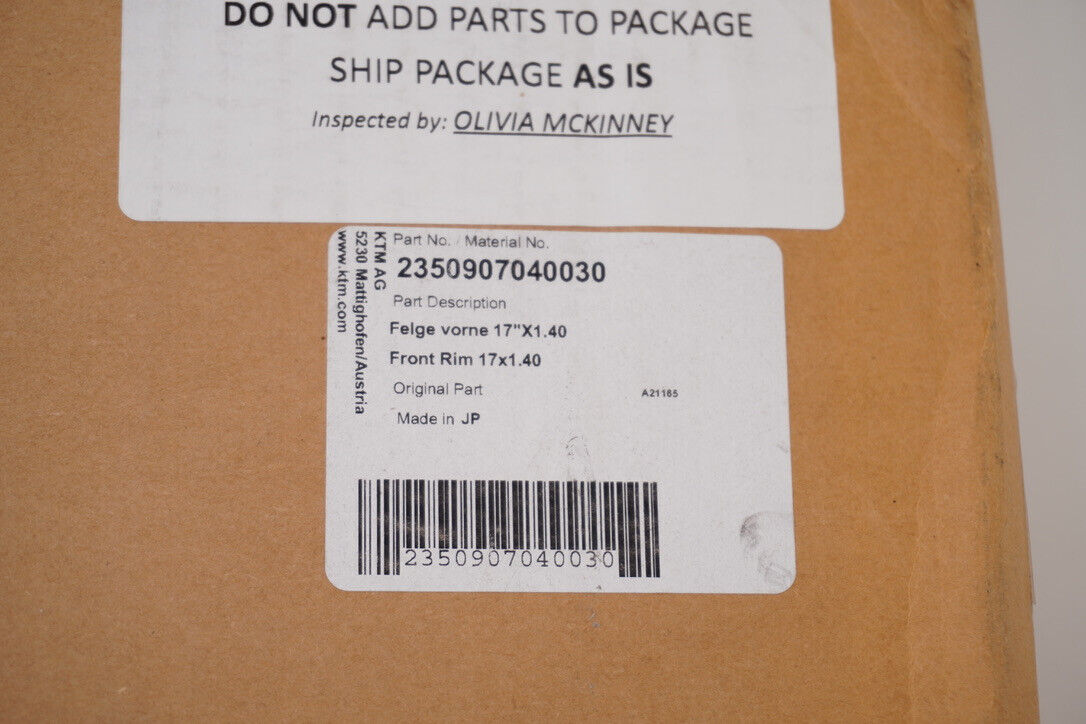 DO NOT ADD PARTS TO PACKAGE
SHIP PACKAGE AS IS
Inspected by: OLIVIA MCKINNEY
KTM AG
5230 Mattighofen/Austria
www.ktm.com
Part No. / Material No.
2350907040030
Part Description
Felge vorne 17"X1.40
Front Rim 17x1.40
Original Part
A21165
Made in JP
2350907040030